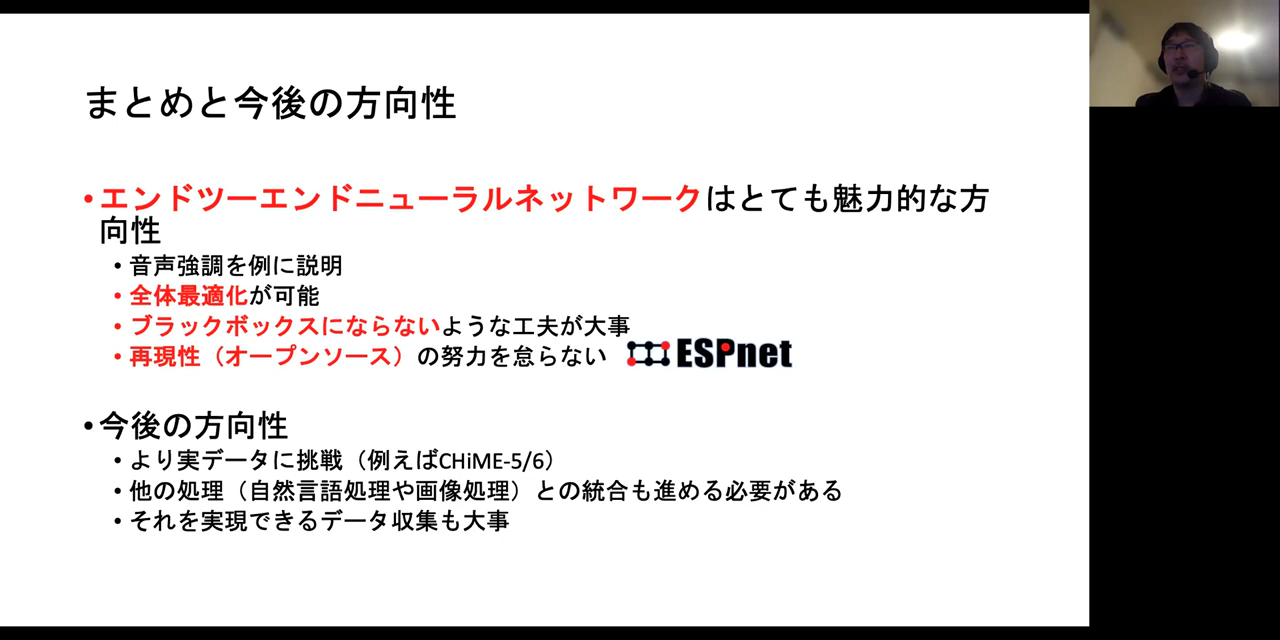 まとめと今後の方向性
•エンドツーエンドニューラルネットワークはとても魅力的な方
向性
• 音声強調を例に説明
• 全体最適化が可能
• ブラックボックスにならないような工夫が大事
• 再現性（オープンソース）の努力を怠らない
ESPnet
•今後の方向性
• より実データに挑戦（例えばCHiME-5/6）
• 他の処理（自然言語処理や画像処理）との統合も進める必要がある
• それを実現できるデータ収集も大事